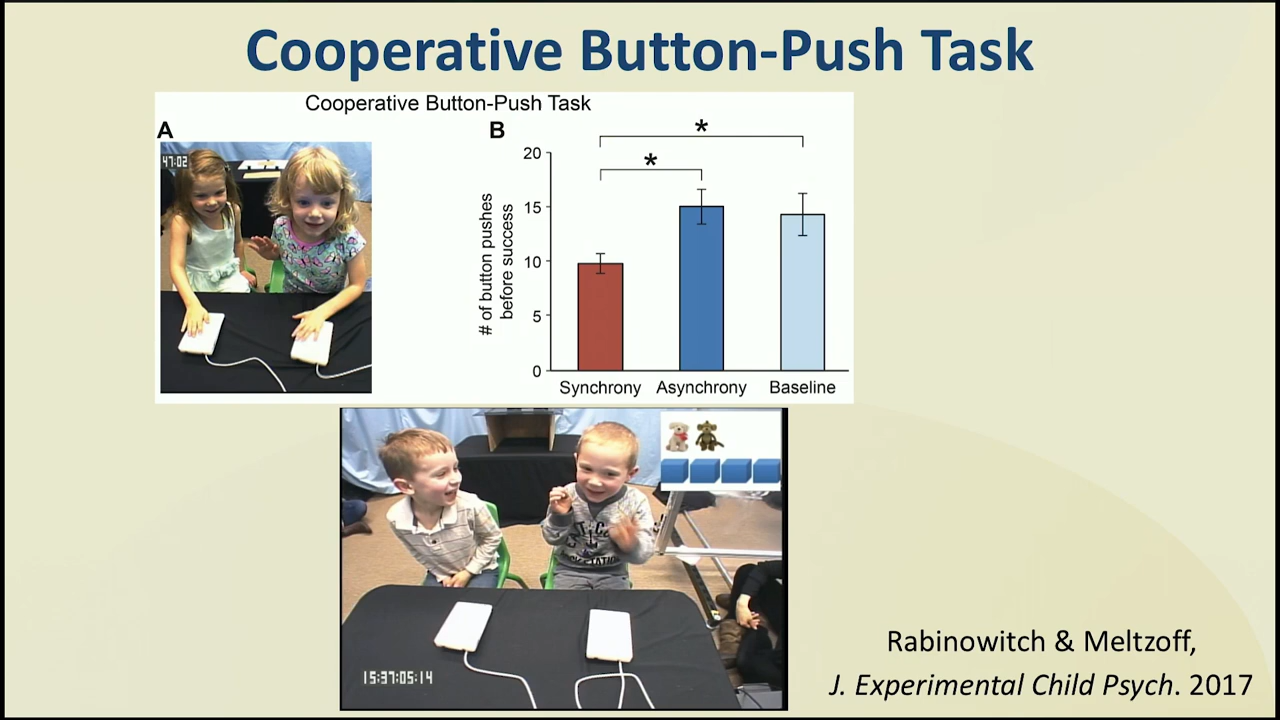 Cooperative Button-Push Task
Cooperative Button-Push Task
A
47:02
B
*
*
20
15
10
5
0
# of button pushes
before success
Synchrony Asynchrony Baseline
15:37:05:14
Rabinowitch & Meltzoff,
J. Experimental Child Psych. 2017